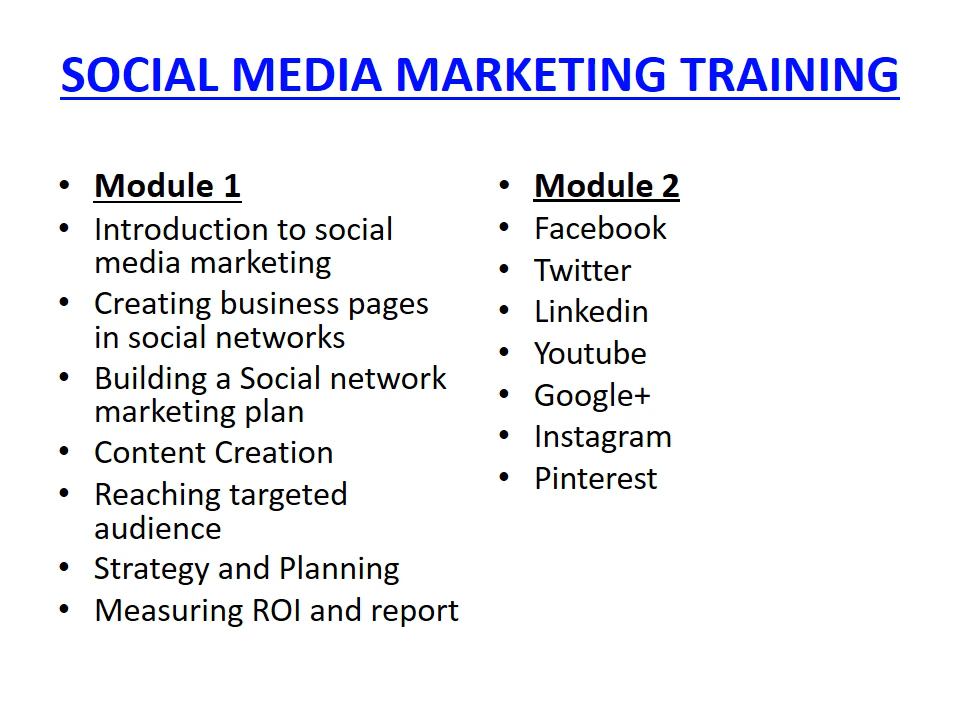 SOCIAL MEDIA MARKETING TRAINING
• Module 1
• Introduction to social
media marketing
• Creating business pages
in social networks
• Building a Social network
marketing plan
• Content Creation
• Reaching targeted
audience
• Strategy and Planning
• Measuring ROI and report
• Module 2
• Facebook
• Twitter
• Linkedin
• Youtube
• Google+
• Instagram
• Pinterest